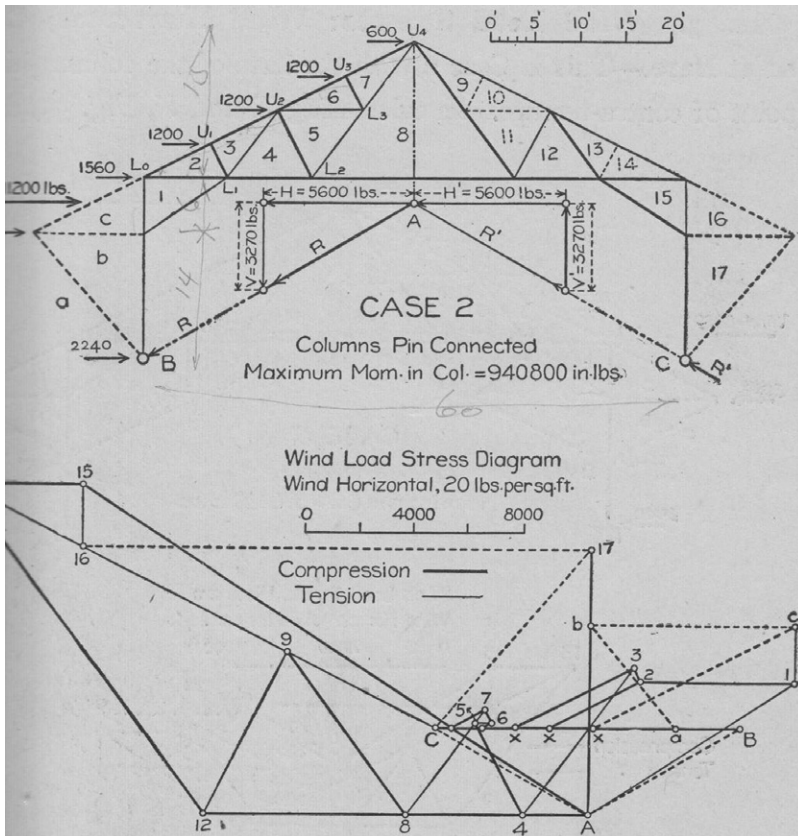 0' 5' 10' 15' 20'
600 U4
1200 U3
7
6
9 10
1200 U2
L3
1200 U1
5
8
11
12
13
14
15
1560 L0 2 3 4
L1 L2
1200 lbs.
1
H = 5600 lbs. H' = 5600 lbs.
15
16
c
b
A
V = 3270 lbs.
V' = 3270 lbs.
R R'
17
a
14
R
CASE 2
2240
B
Columns Pin Connected
C
R'
Maximum Mom. in Col. = 940800 in. lbs.
60
Wind Load Stress Diagram
Wind Horizontal, 20 lbs. per sq. ft.
15
0 4000 8000
16
17
Compression
Tension
b
c
9
3
2
1
7
5
6
C x x x a B
12 8 4 A